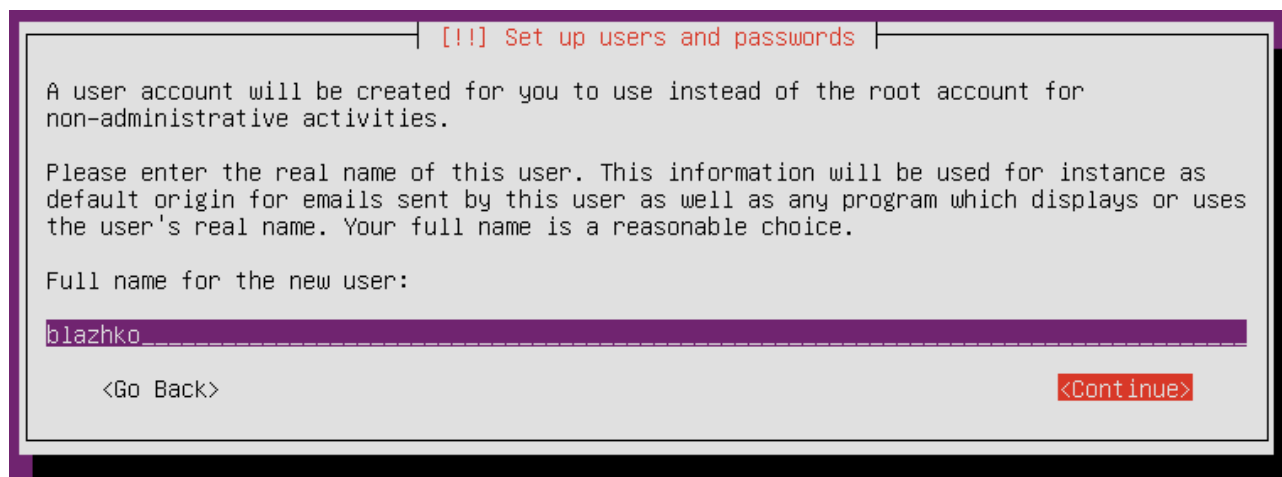 [!!] Set up users and passwords
A user account will be created for you to use instead of the root account for
non-administrative activities.
Please enter the real name of this user. This information will be used for instance as
default origin for emails sent by this user as well as any program which displays or uses
the user's real name. Your full name is a reasonable choice.
Full name for the new user:
blazhko__________________________________________________________________________________
<Go Back> <Continue>